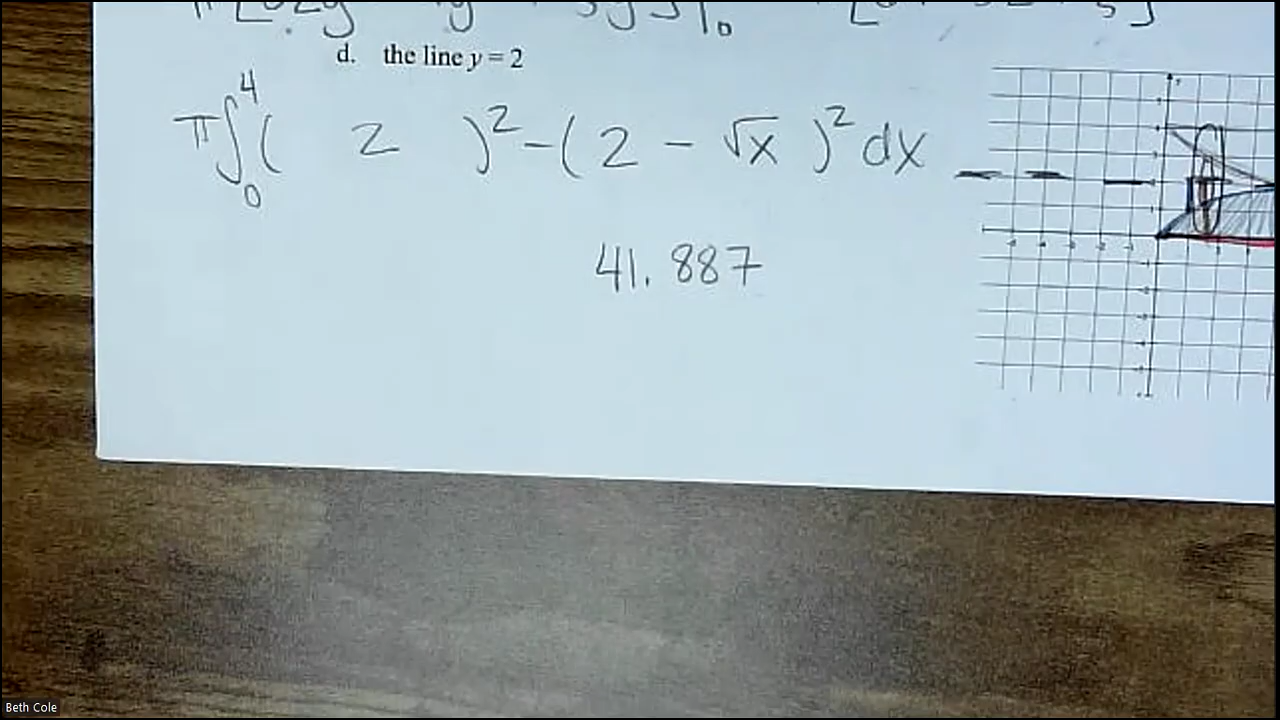 d. the line y = 2
π∫₀⁴( 2 )² - ( 2 - √x )² dx
41.887
Beth Cole